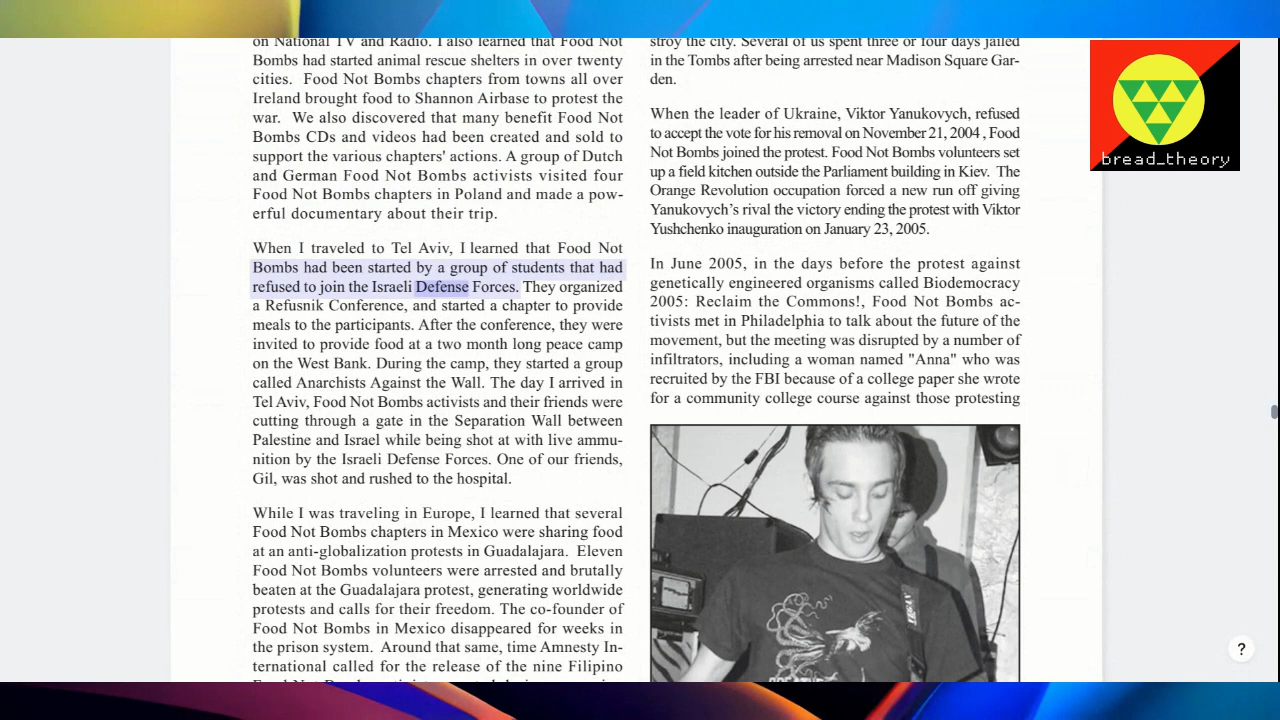 on National TV and Radio. I also learned that Food Not
Bombs had started animal rescue shelters in over twenty
cities. Food Not Bombs chapters from towns all over
Ireland brought food to Shannon Airbase to protest the
war. We also discovered that many benefit Food Not
Bombs CDs and videos had been created and sold to
support the various chapters' actions. A group of Dutch
and German Food Not Bombs activists visited four
Food Not Bombs chapters in Poland and made a pow-
erful documentary about their trip.
When I traveled to Tel Aviv, I learned that Food Not
Bombs had been started by a group of students that had
refused to join the Israeli Defense Forces. They organized
a Refusnik Conference, and started a chapter to provide
meals to the participants. After the conference, they were
invited to provide food at a two month long peace camp
on the West Bank. During the camp, they started a group
called Anarchists Against the Wall. The day I arrived in
Tel Aviv, Food Not Bombs activists and their friends were
cutting through a gate in the Separation Wall between
Palestine and Israel while being shot at with live ammu-
nition by the Israeli Defense Forces. One of our friends,
Gil, was shot and rushed to the hospital.
While I was traveling in Europe, I learned that several
Food Not Bombs chapters in Mexico were sharing food
at an anti-globalization protests in Guadalajara. Eleven
Food Not Bombs volunteers were arrested and brutally
beaten at the Guadalajara protest, generating worldwide
protests and calls for their freedom. The co-founder of
Food Not Bombs in Mexico disappeared for weeks in
the prison system. Around that same, time Amnesty In-
ternational called for the release of the nine Filipino
stroy the city. Several of us spent three or four days jailed
in the Tombs after being arrested near Madison Square Gar-
den.
When the leader of Ukraine, Viktor Yanukovych, refused
to accept the vote for his removal on November 21, 2004 , Food
Not Bombs joined the protest. Food Not Bombs volunteers set
up a field kitchen outside the Parliament building in Kiev. The
Orange Revolution occupation forced a new run off giving
Yanukovych's rival the victory ending the protest with Viktor
Yushchenko inauguration on January 23, 2005.
In June 2005, in the days before the protest against
genetically engineered organisms called Biodemocracy
2005: Reclaim the Commons!, Food Not Bombs ac-
tivists met in Philadelphia to talk about the future of the
movement, but the meeting was disrupted by a number of
infiltrators, including a woman named "Anna" who was
recruited by the FBI because of a college paper she wrote
for a community college course against those protesting
bread_theory
?